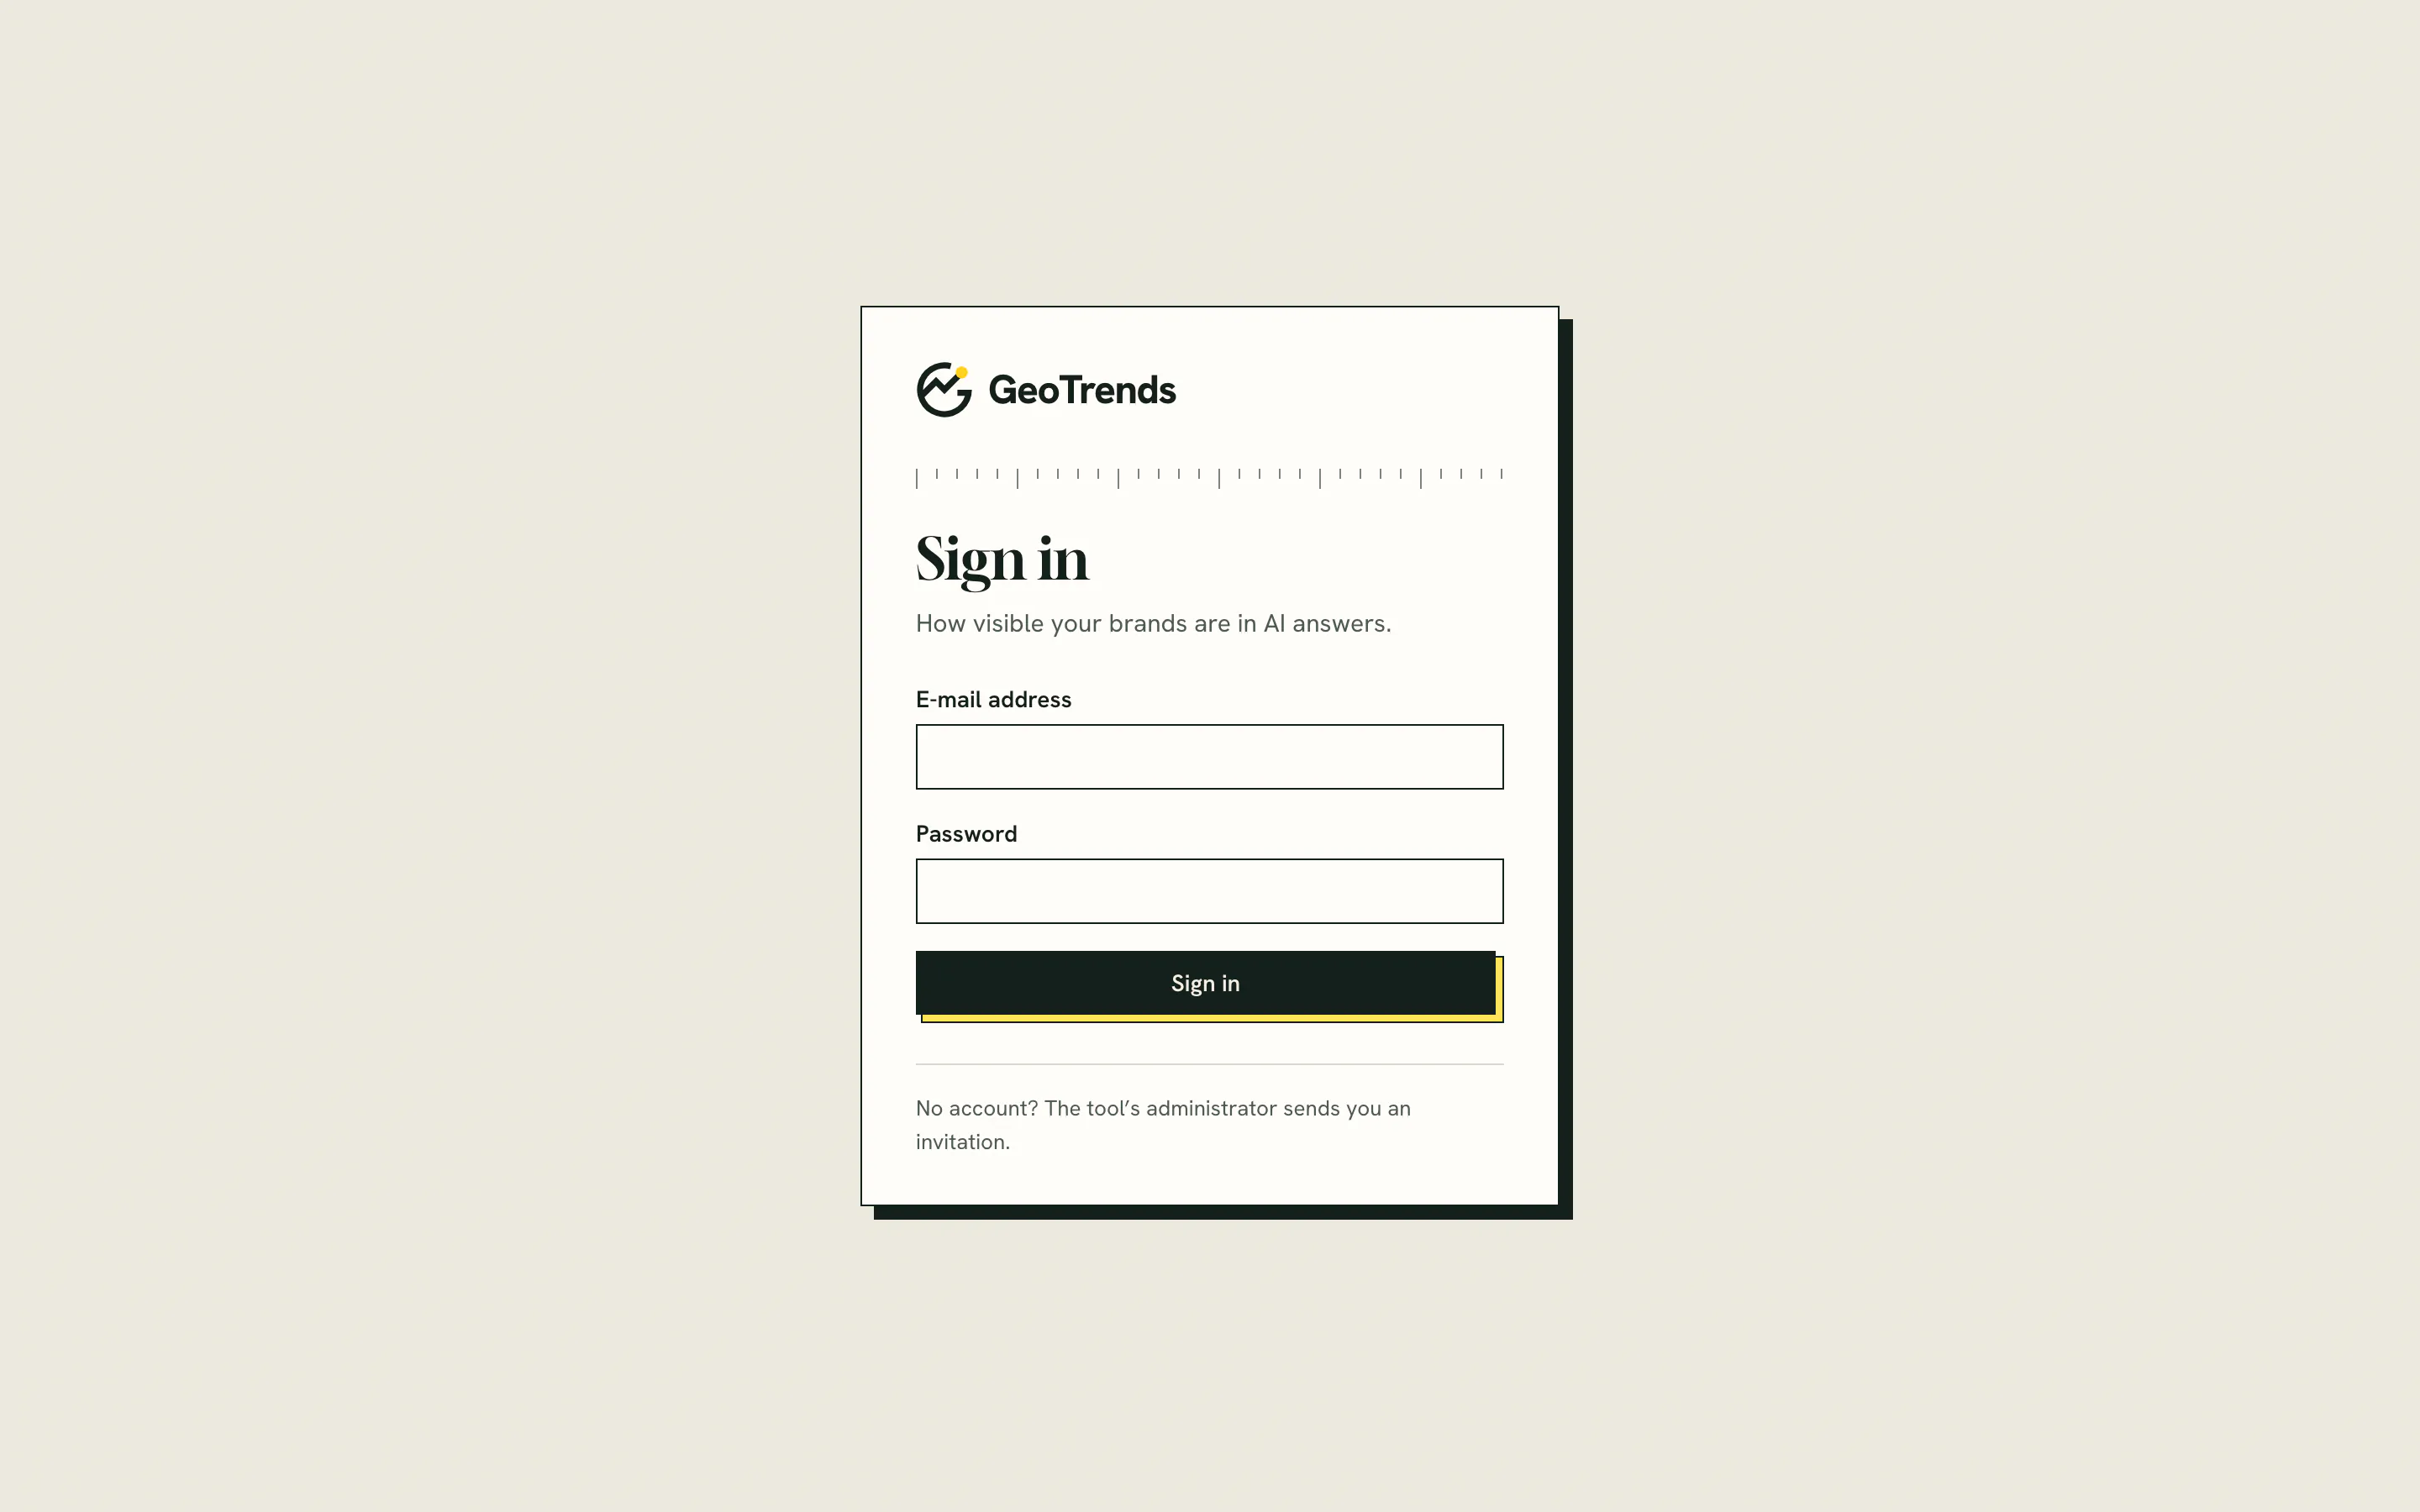 GeoTrends
Sign in
How visible your brands are in AI answers.
E-mail address
Password
Sign in
No account? The tool’s administrator sends you an
invitation.